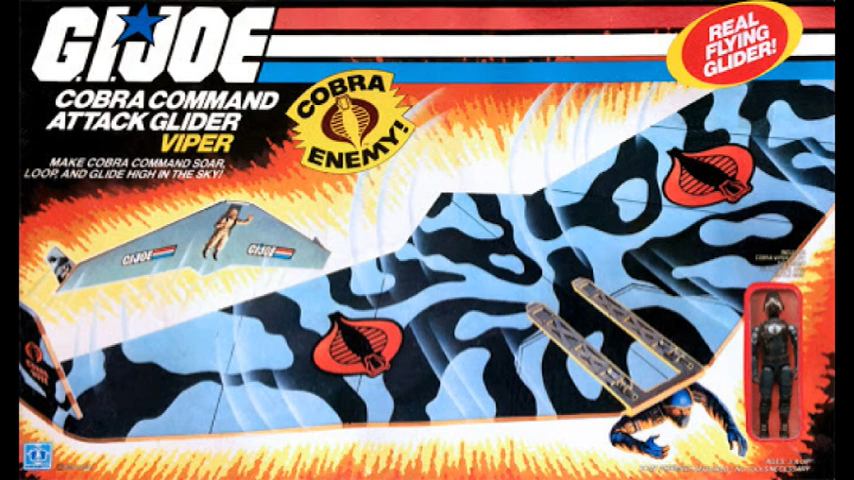 G.I. JOE
COBRA COMMAND
ATTACK GLIDER
VIPER
MAKE COBRA COMMAND SOAR,
LOOP, AND GLIDE HIGH IN THE SKY!
COBRA
ENEMY!
REAL
FLYING
GLIDER!
G.I. JOE
G.I. JOE